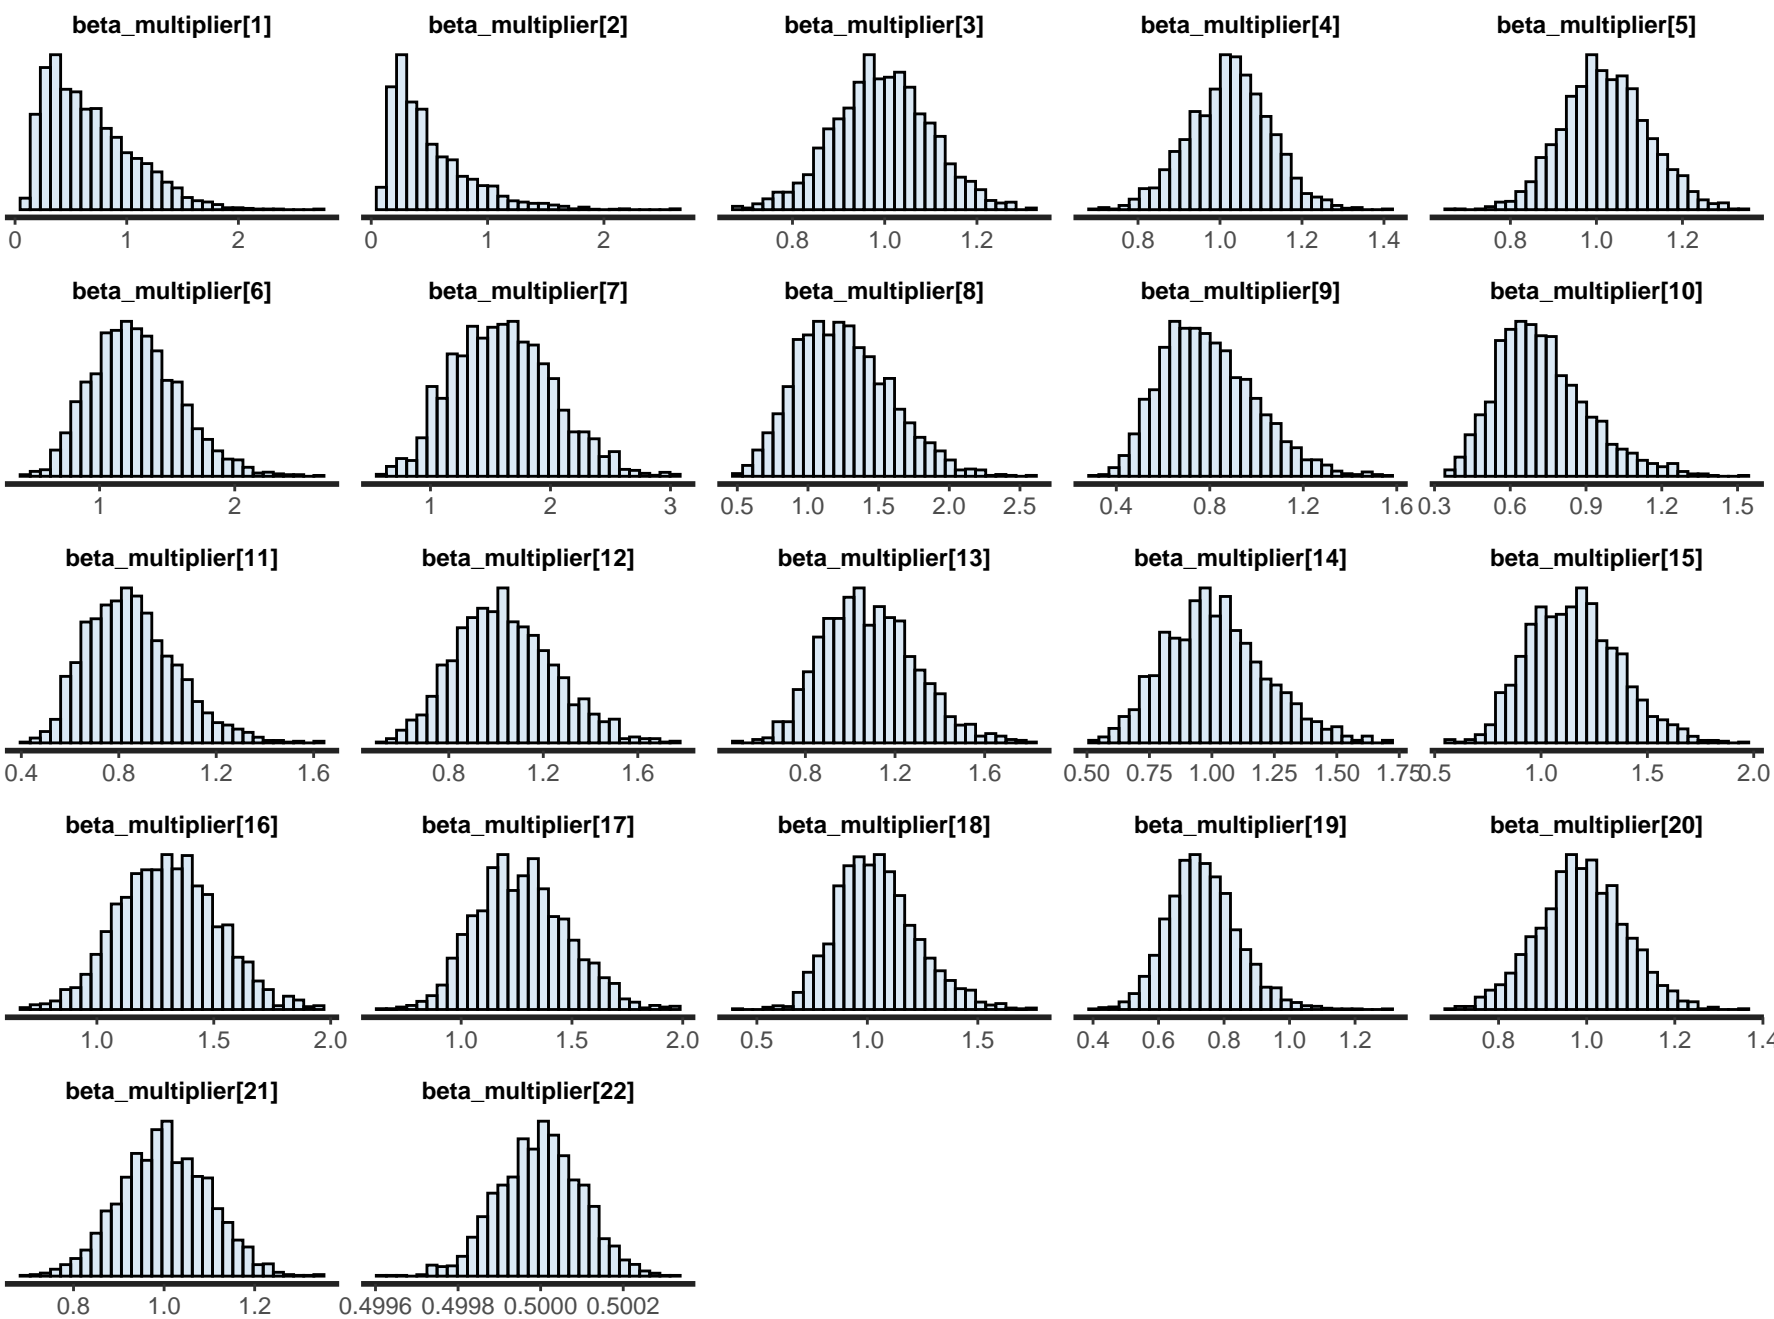 beta_multiplier[1] beta_multiplier[2] beta_multiplier[3] beta_multiplier[4] beta_multiplier[5]
0 1 2 0 1 2 0.8 1.0 1.2 0.8 1.0 1.2 1.4 0.8 1.0 1.2
beta_multiplier[6] beta_multiplier[7] beta_multiplier[8] beta_multiplier[9] beta_multiplier[10]
1 2 1 2 3 0.5 1.0 1.5 2.0 2.5 0.4 0.8 1.2 1.6 0.3 0.6 0.9 1.2 1.5
beta_multiplier[11] beta_multiplier[12] beta_multiplier[13] beta_multiplier[14] beta_multiplier[15]
0.4 0.8 1.2 1.6 0.8 1.2 1.6 0.8 1.2 1.6 0.50 0.75 1.00 1.25 1.50 1.75 0.5 1.0 1.5 2.0
beta_multiplier[16] beta_multiplier[17] beta_multiplier[18] beta_multiplier[19] beta_multiplier[20]
1.0 1.5 2.0 1.0 1.5 2.0 0.5 1.0 1.5 0.4 0.6 0.8 1.0 1.2 0.8 1.0 1.2 1.4
beta_multiplier[21] beta_multiplier[22]
0.8 1.0 1.2 0.4996 0.4998 0.5000 0.5002